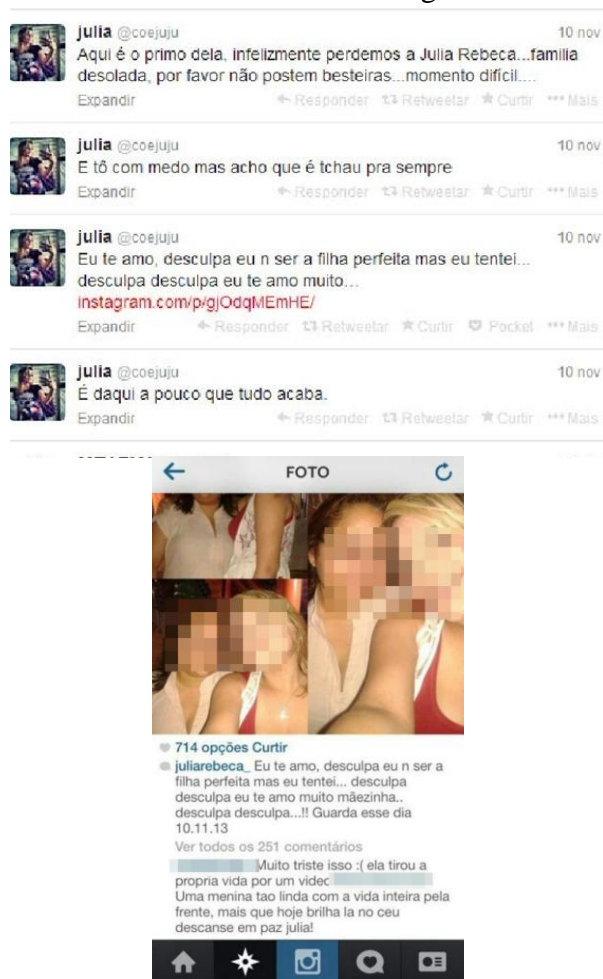 julia @coejuju 10 nov
Aqui é o primo dela, infelizmente perdemos a Julia Rebeca...familia
desolada, por favor não postem besteiras...momento difícil....
Expandir Responder Retweetar Curtir Mais
julia @coejuju 10 nov
E tô com medo mas acho que é tchau pra sempre
Expandir Responder Retweetar Curtir Mais
julia @coejuju 10 nov
Eu te amo, desculpa eu n ser a filha perfeita mas eu tentei...
desculpa desculpa eu te amo muito...
instagram.com/p/gjOdqMEmHE/
Expandir Responder Retweetar Curtir Pocket Mais
julia @coejuju 10 nov
É daqui a pouco que tudo acaba.
Expandir Responder Retweetar Curtir Mais
FOTO
714 opções Curtir
juliarebeca_ Eu te amo, desculpa eu n ser a
filha perfeita mas eu tentei... desculpa
desculpa eu te amo muito mãezinha..
desculpa desculpa...!! Guarda esse dia
10.11.13
Ver todos os 251 comentários
Muito triste isso :( ela tirou a
propria vida por um video
Uma menina tao linda com a vida inteira pela
frente, mais que hoje brilha la no ceu
descanse em paz julia!